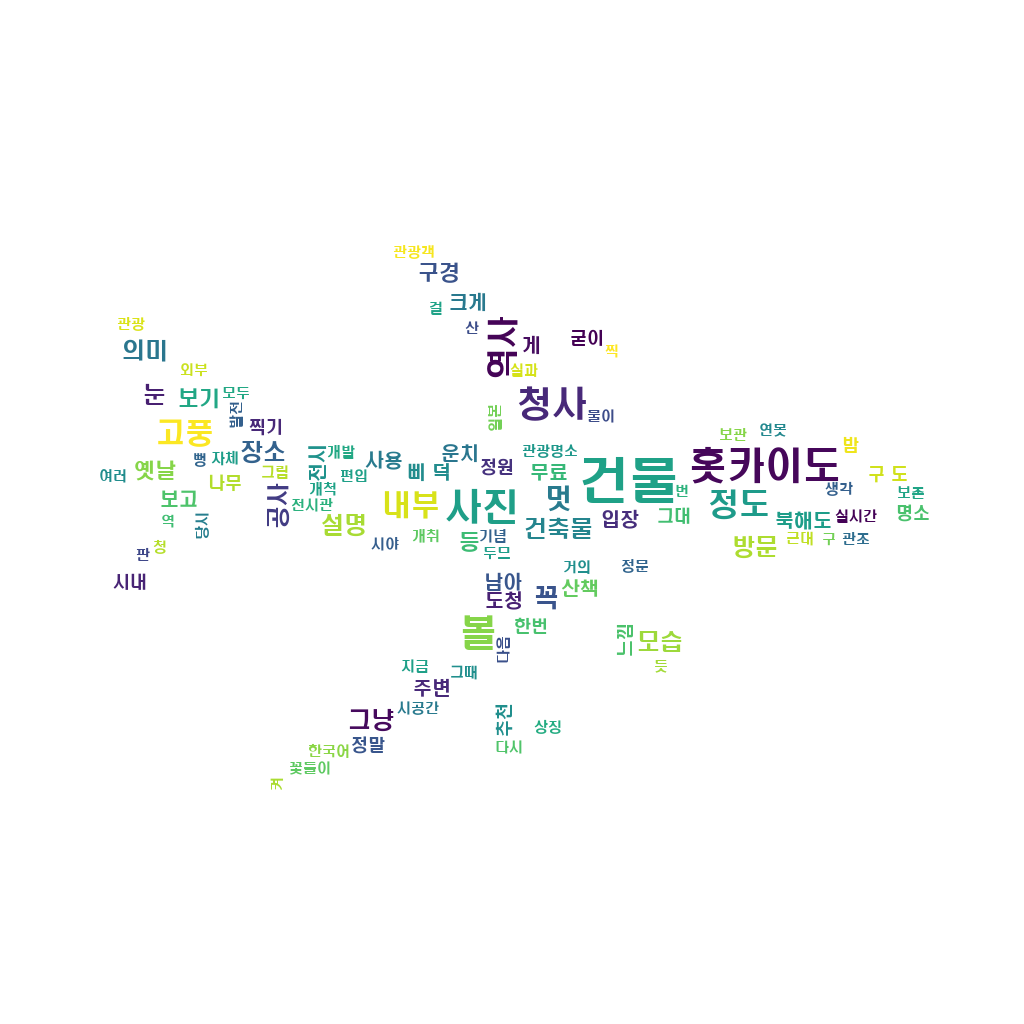 관광객
구경
크게
걸
산
역사
게
굳이
찍
실과
관광
의미
외부
눈
보기
모두
발전
찍기
청사
일본
물이
고풍
장소
뻥
자체
그림
전시
개발
사용
운치
삐 덕
정원
관광명소
무료
보관
연못
밤
홋카이도
건물
번
여러
옛날
보고
나무
공사
개척
편입
전시관
내부
사진
멋
정도
생각
구 도
보존
명소
역
당시
설명
시야
개취
등
기념
두므
건축물
입장
그대
북해도
실시간
방문
근대
구
관조
판
청
시내
남아
도청
꼭
거의
산책
정문
볼
한번
다음
느낌
모습
듯
지금
그때
주변
시공간
그냥
정말
추천
상징
다시
한국어
꽃들이
켜